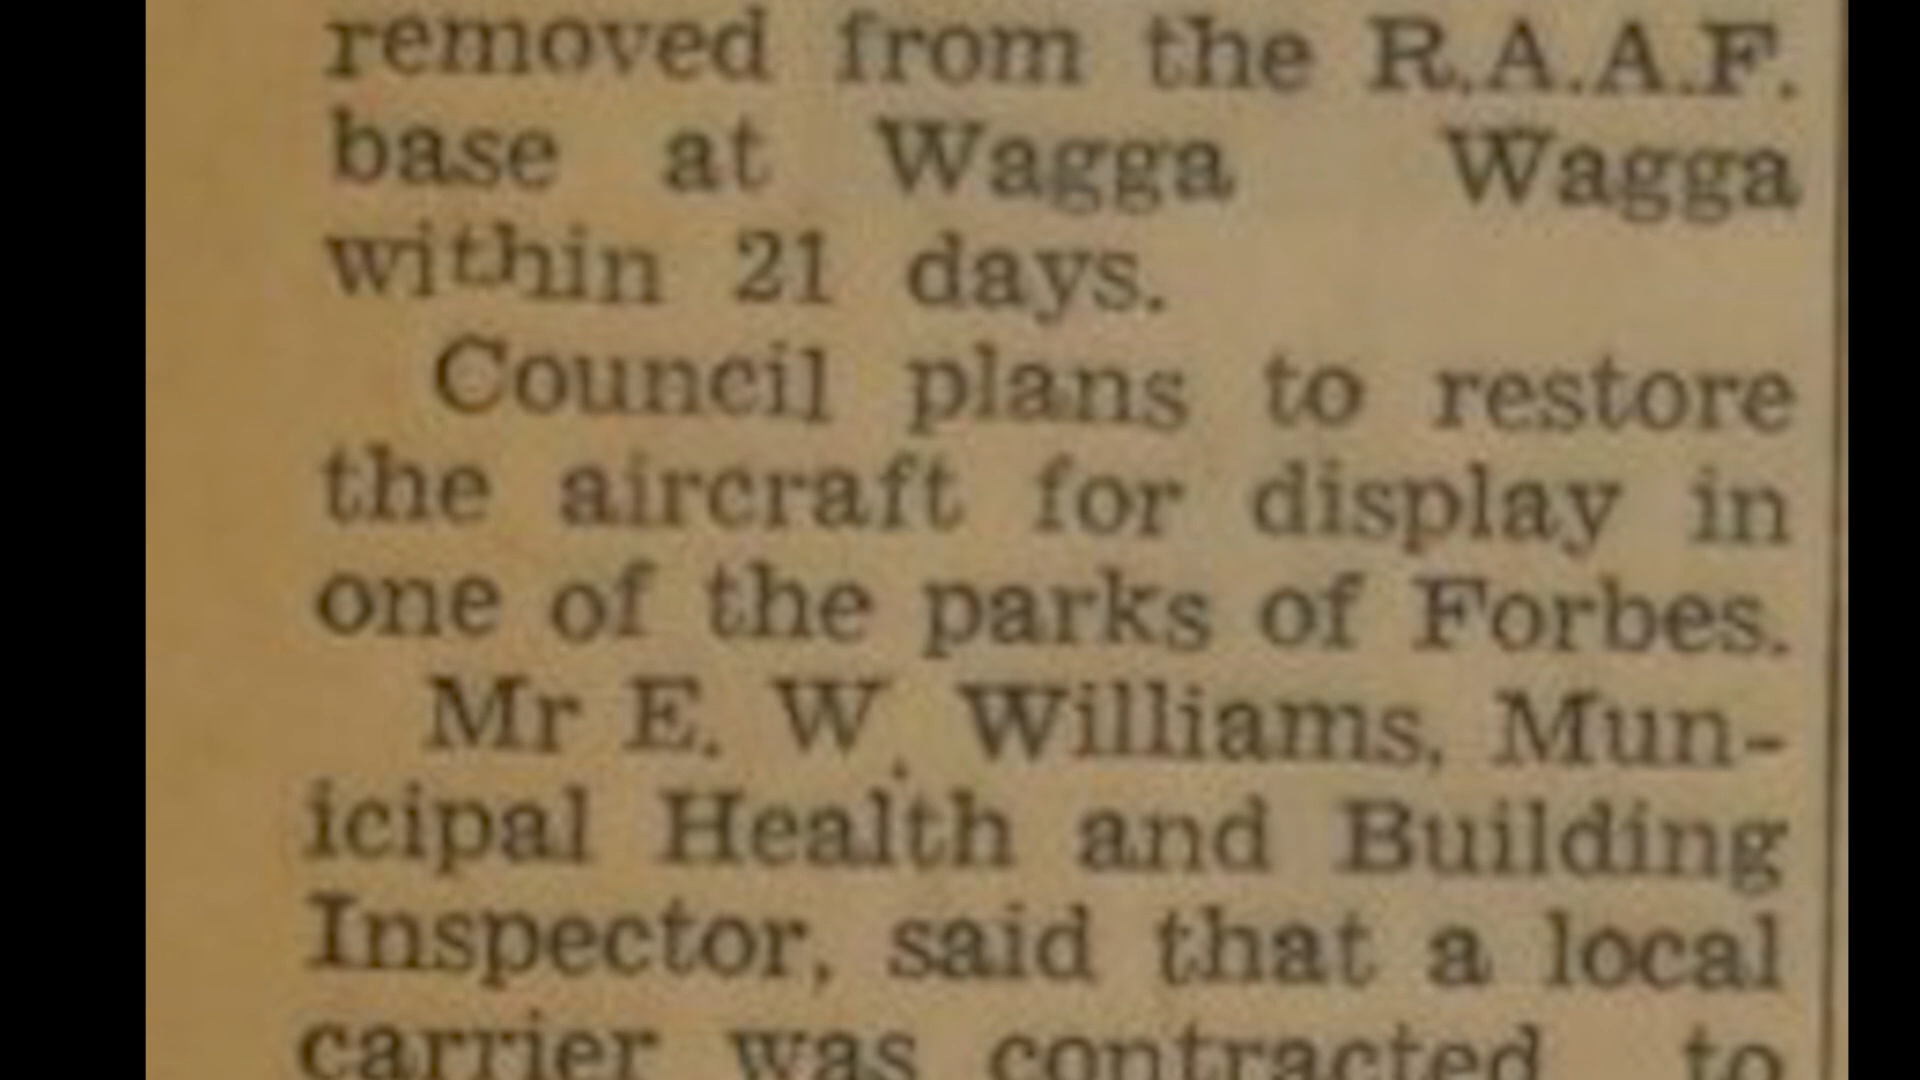 removed from the R.A.A.F.
base at Wagga Wagga
within 21 days.
Council plans to restore
the aircraft for display in
one of the parks of Forbes.
Mr E. W. Williams, Mun-
icipal Health and Building
Inspector, said that a local
carrier was contracted to